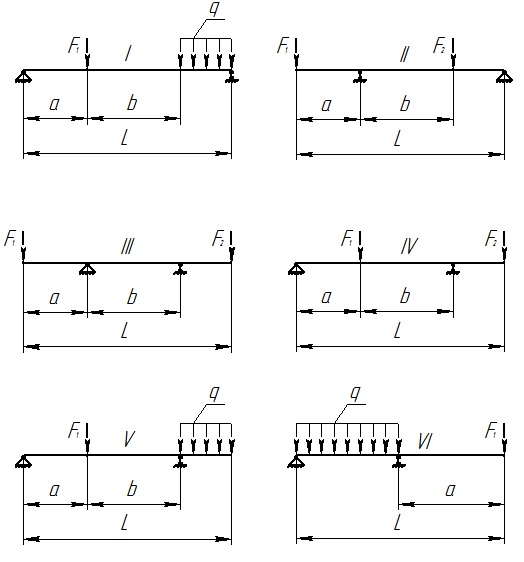 F₁ I q
a b
L
F₁ II F₂
a b
L
F₁ III F₂
a b
L
F₁ IV F₂
a b
L
F₁ V q
a b
L
q VI F₁
a
L